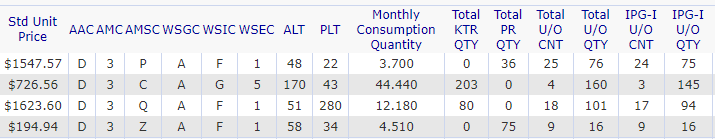 Std Unit Price AAC AMC AMSC WSGC WSIC WSEC ALT PLT Monthly Consumption Quantity Total KTR QTY Total PR QTY Total U/O CNT Total U/O QTY IPG-I U/O CNT IPG-I U/O QTY
$1547.57 D 3 P A F 1 48 22 3.700 0 36 25 76 24 75
$726.56 D 3 C A G 5 170 43 44.440 203 0 4 160 3 145
$1623.60 D 3 Q A F 1 51 280 12.180 80 0 18 101 17 94
$194.94 D 3 Z A F 1 58 34 4.510 0 75 9 16 9 16